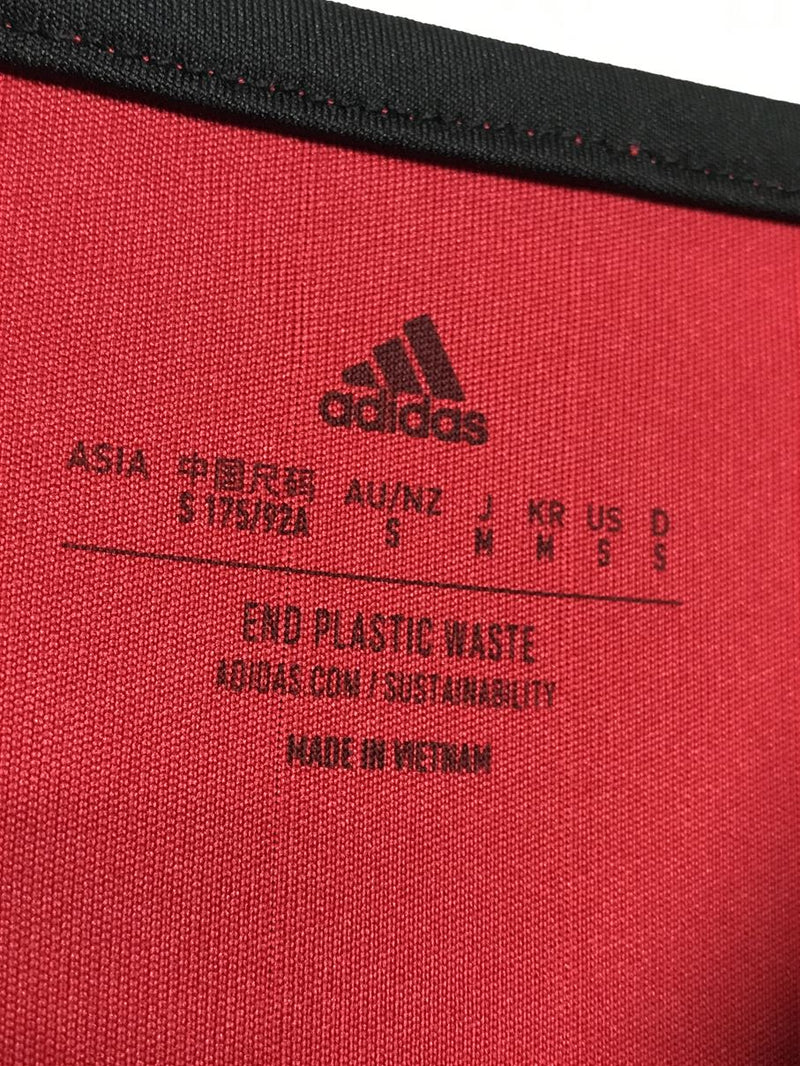 adidas
ASIA 中国尺码 AU/NZ J KR US D
S 175/92A S M M S S
END PLASTIC WASTE
ADIDAS.COM / SUSTAINABILITY
MADE IN VIETNAM